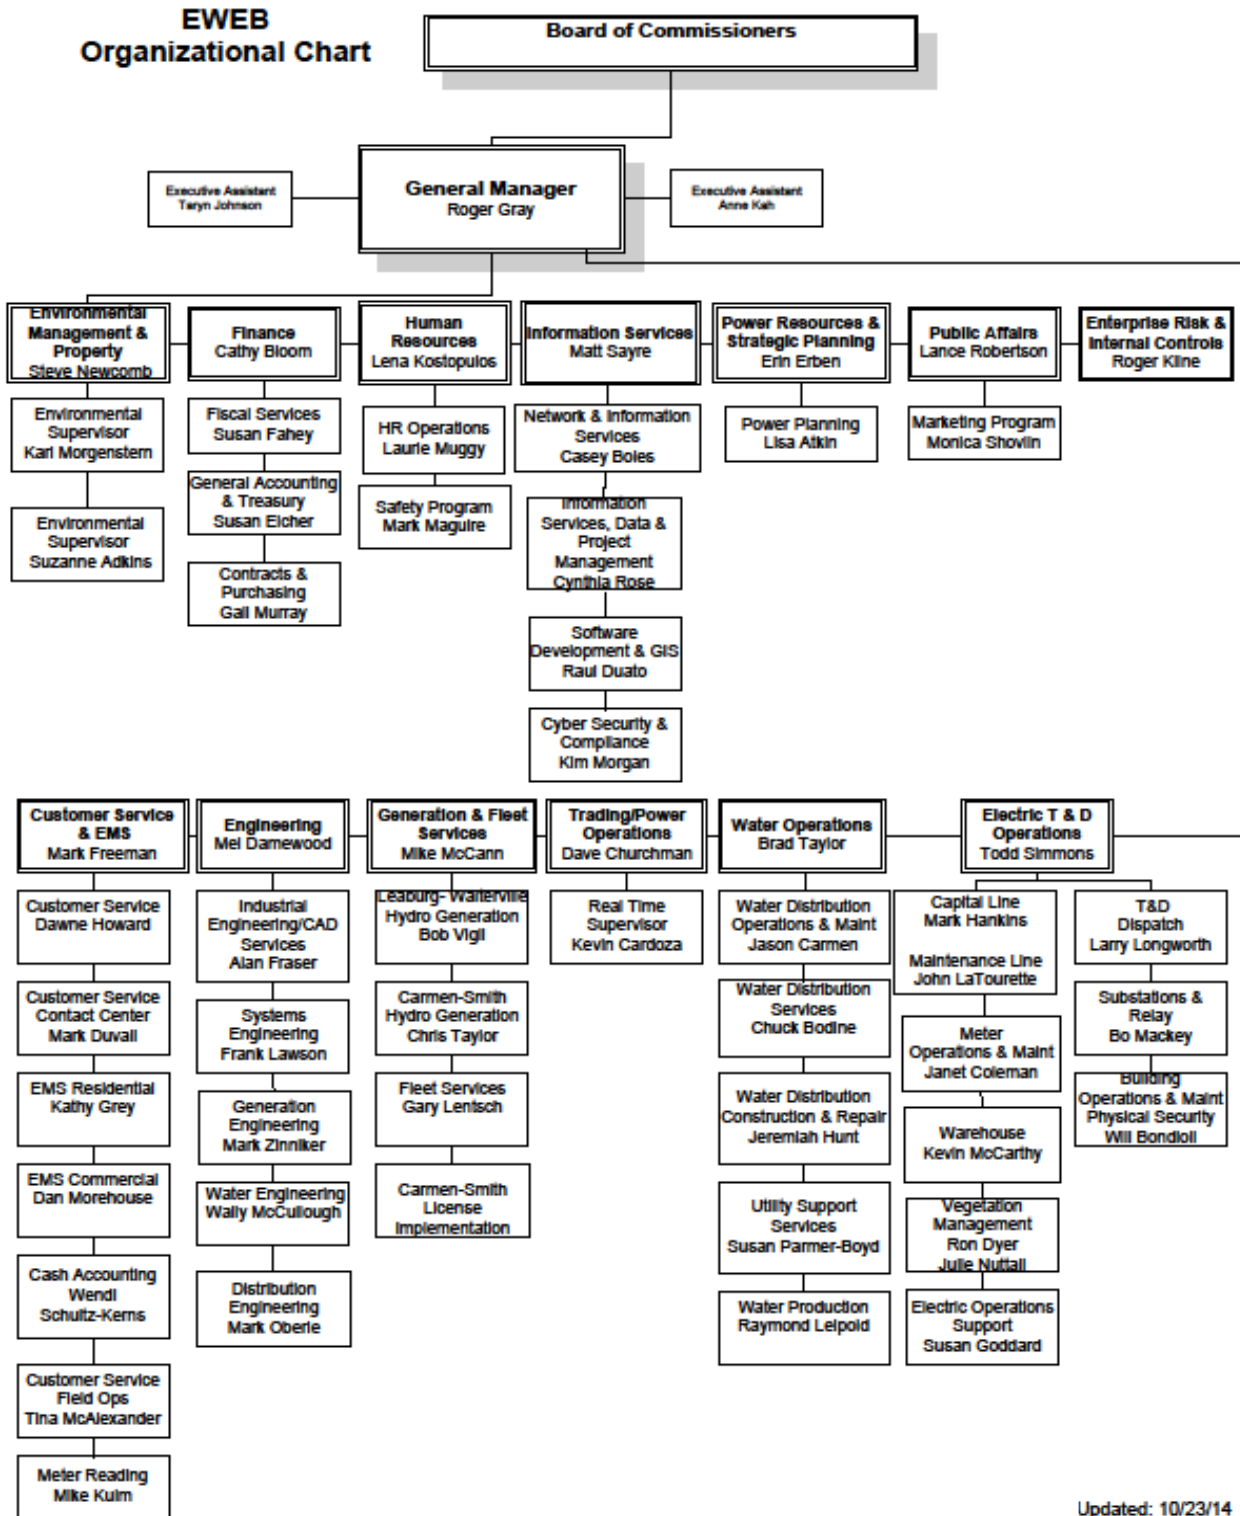 EWEB
Organizational Chart
Board of Commissioners
General Manager
Roger Gray
Executive Assistant
Taryn Johnson
Executive Assistant
Anne Kah
Environmental
Management &
Property
Steve Newcomb
Finance
Cathy Bloom
Human
Resources
Lena Kostopulos
Information Services
Matt Sayre
Power Resources &
Strategic Planning
Erin Erben
Public Affairs
Lance Robertson
Enterprise Risk &
Internal Controls
Roger Kline
Environmental
Supervisor
Karl Morgenstern
Environmental
Supervisor
Suzanne Adkins
Fiscal Services
Susan Fahey
General Accounting
& Treasury
Susan Eicher
Contracts &
Purchasing
Gail Murray
HR Operations
Laurie Muggy
Safety Program
Mark Maguire
Network & Information
Services
Casey Boles
Information
Services, Data &
Project
Management
Cynthia Rose
Software
Development & GIS
Raul Duato
Cyber Security &
Compliance
Kim Morgan
Power Planning
Lisa Atkin
Marketing Program
Monica Shovlin
Customer Service
& EMS
Mark Freeman
Engineering
Mel Damewood
Generation & Fleet
Services
Mike McCann
Trading/Power
Operations
Dave Churchman
Water Operations
Brad Taylor
Electric T & D
Operations
Todd Simmons
Customer Service
Dawne Howard
Customer Service
Contact Center
Mark Duvall
EMS Residential
Kathy Grey
EMS Commercial
Dan Morehouse
Cash Accounting
Wendi
Schultz-Kerns
Customer Service
Field Ops
Tina McAlexander
Meter Reading
Mike Kulm
Industrial
Engineering/CAD
Services
Alan Fraser
Systems
Engineering
Frank Lawson
Generation
Engineering
Mark Zinniker
Water Engineering
Wally McCullough
Distribution
Engineering
Mark Oberle
Leaburg- Walterville
Hydro Generation
Bob Vigil
Carmen-Smith
Hydro Generation
Chris Taylor
Fleet Services
Gary Lentsch
Carmen-Smith
License
Implementation
Real Time
Supervisor
Kevin Cardoza
Water Distribution
Operations & Maint
Jason Carmen
Water Distribution
Services
Chuck Bodine
Water Distribution
Construction & Repair
Jeremiah Hunt
Utility Support
Services
Susan Parmer-Boyd
Water Production
Raymond Leipold
Capital Line
Mark Hankins
Maintenance Line
John LaTourette
Meter
Operations & Maint
Janet Coleman
Warehouse
Kevin McCarthy
Vegetation
Management
Ron Dyer
Julie Nuttall
Electric Operations
Support
Susan Goddard
T&D
Dispatch
Larry Longworth
Substations &
Relay
Bo Mackey
Building
Operations & Maint
Physical Security
Will Bondioli
Updated: 10/23/14